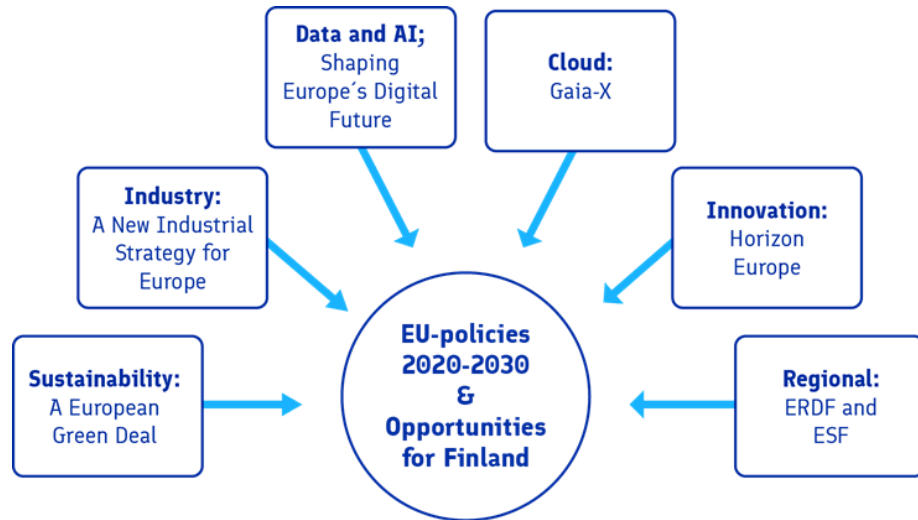 Data and AI;
Shaping
Europe´s Digital
Future
Cloud:
Gaia-X
Industry:
A New Industrial
Strategy for
Europe
Innovation:
Horizon
Europe
Sustainability:
A European
Green Deal
EU-policies
2020-2030
&
Opportunities
for Finland
Regional:
ERDF and
ESF